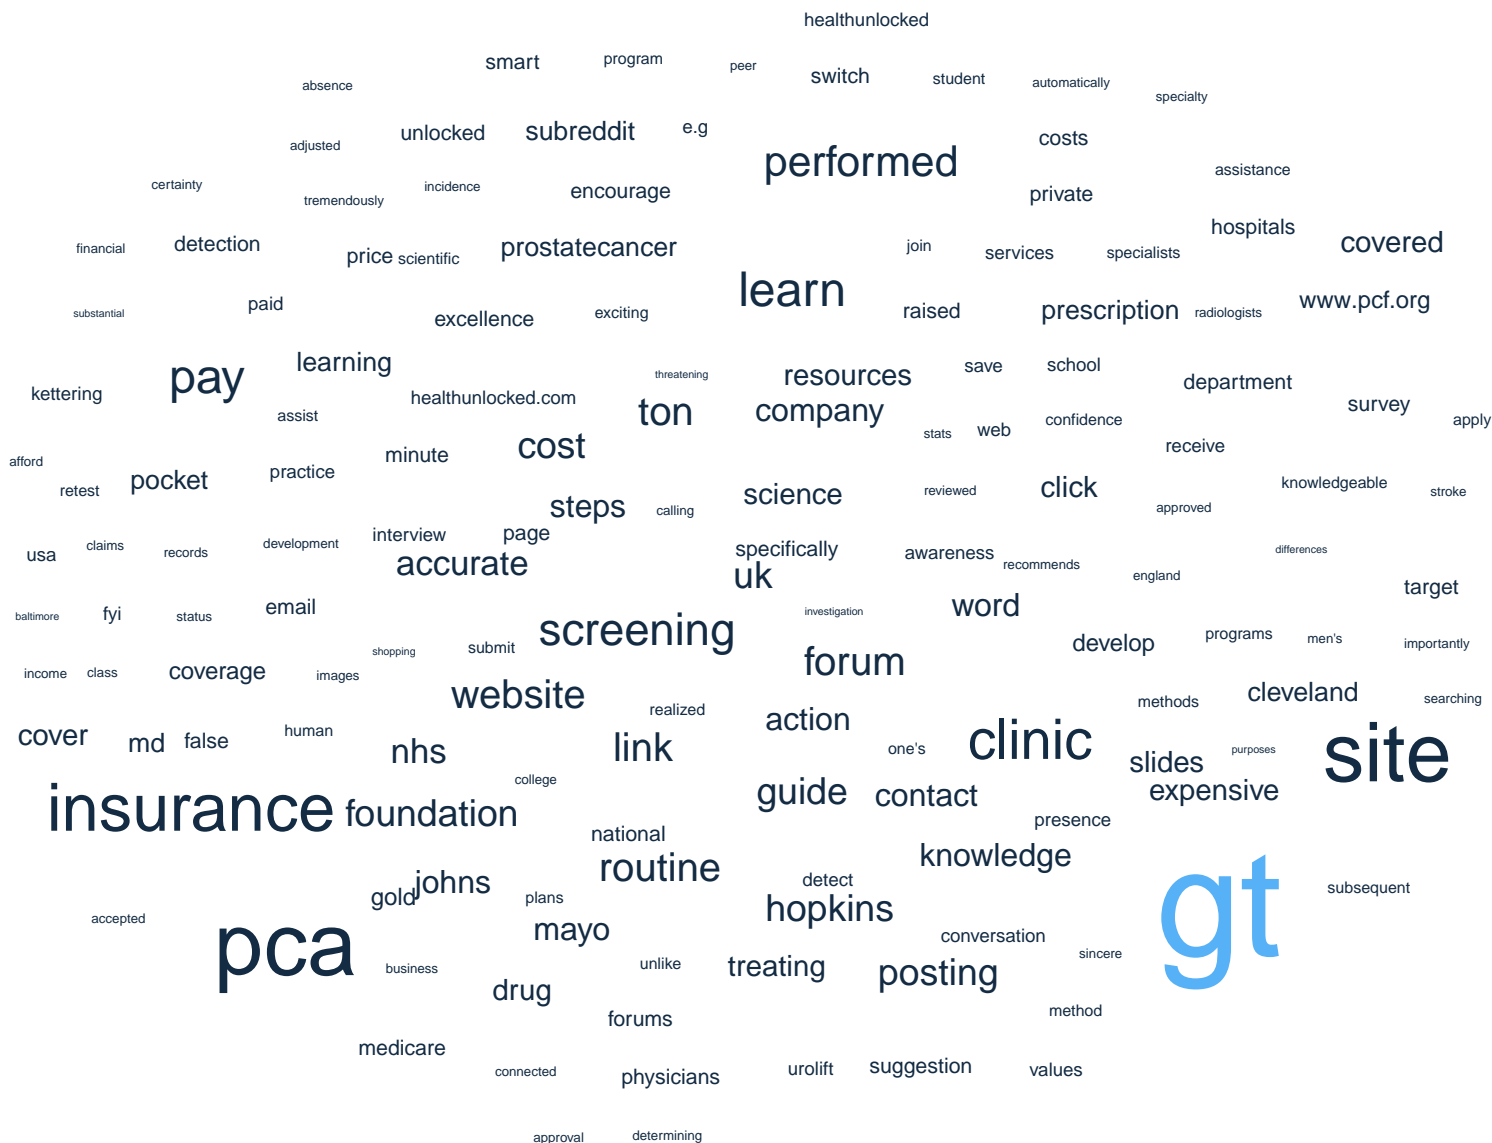 healthunlocked
smart program peer switch student automatically
absence specialty
unlocked subreddit e.g costs
adjusted performed assistance
certainty tremendously incidence encourage private
financial detection price scientific prostatecancer join services specialists hospitals covered
substantial paid excellence exciting learn raised prescription radiologists www.pcf.org
kettering pay learning threatening resources save school department
assist healthunlocked.com ton company stats web confidence survey apply
afford pocket practice minute cost receive
retest steps calling science reviewed click approved knowledgeable stroke
usa claims records development interview page specifically awareness differences
accurate uk recommends england target
baltimore fyi status email screening investigation word develop programs men's importantly
income class coverage images shopping submit forum
website realized methods cleveland searching
cover md false human nhs link action one's clinic slides purposes site
insurance foundation college guide contact expensive
national presence
routine knowledge
gold johns plans detect gt subsequent
accepted mayo hopkins conversation
pca business unlike treating sincere
drug posting
forums method
medicare
connected physicians urolift suggestion values
approval determining